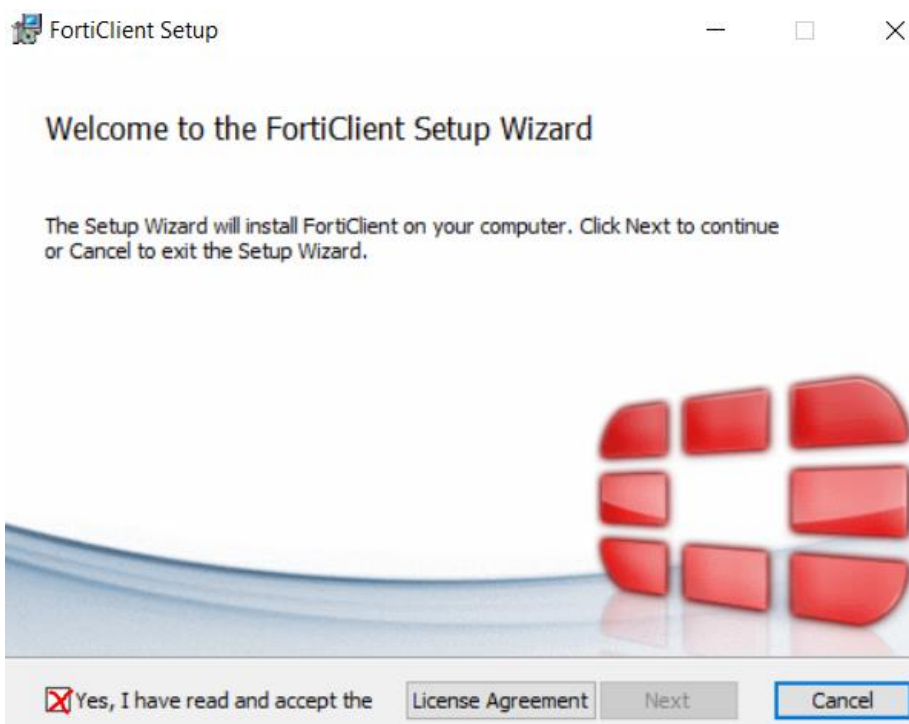 FortiClient Setup
Welcome to the FortiClient Setup Wizard
The Setup Wizard will install FortiClient on your computer. Click Next to continue
or Cancel to exit the Setup Wizard.
Yes, I have read and accept the License Agreement Next Cancel